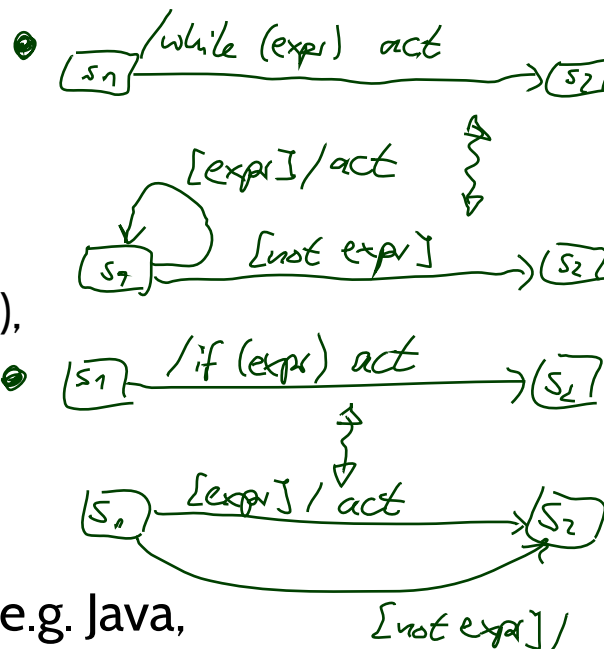 /while (expr) act
s1 s2
[expr]/act
s1 [not expr] s2
),
/if (expr) act
s1 s2
[expr]/act
s1 s2
e.g. Java,
[not expr]/